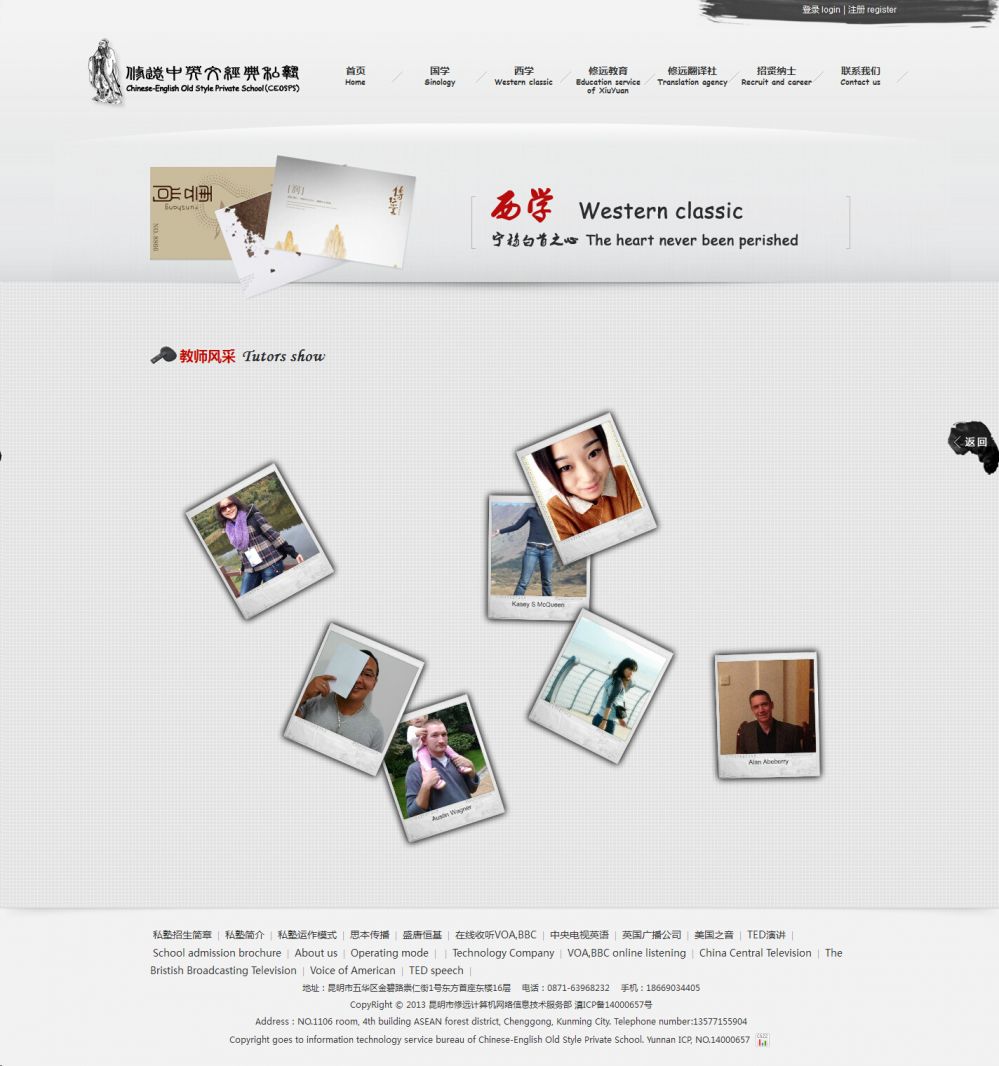 登录 login | 注册 register
修远中英文经典私塾
Chinese-English Old Style Private School(CEOSPS)
首页 国学 西学 修远教育 修远翻译社 招贤纳士 联系我们
Home Sinology Western classic Education service of XiuYuan Translation agency Recruit and career Contact us
NO. 8860
西学 Western classic
宁移白首之心 The heart never been perished
教师风采 Tutors show
返回
Kasey S McQueen
Alan Abeberry
Austin Wagner
私塾招生简章 | 私塾简介 | 私塾运作模式 | 思本传播 | 盛唐恒基 | 在线收听VOA,BBC | 中央电视英语 | 英国广播公司 | 美国之音 | TED演讲 |
School admission brochure | About us | Operating mode | | Technology Company | VOA,BBC online listening | China Central Television | The
Bristish Broadcasting Television | Voice of American | TED speech |
地址：昆明市五华区金碧路崇仁街1号东方首座东楼16层 电话：0871-63968232 手机：18669034405
CopyRight © 2013 昆明市修远计算机网络信息技术服务部 滇ICP备14000657号
Address : NO.1106 room, 4th building ASEAN forest district, Chenggong, Kunming City. Telephone number:13577155904
Copyright goes to information technology service bureau of Chinese-English Old Style Private School. Yunnan ICP, NO.14000657